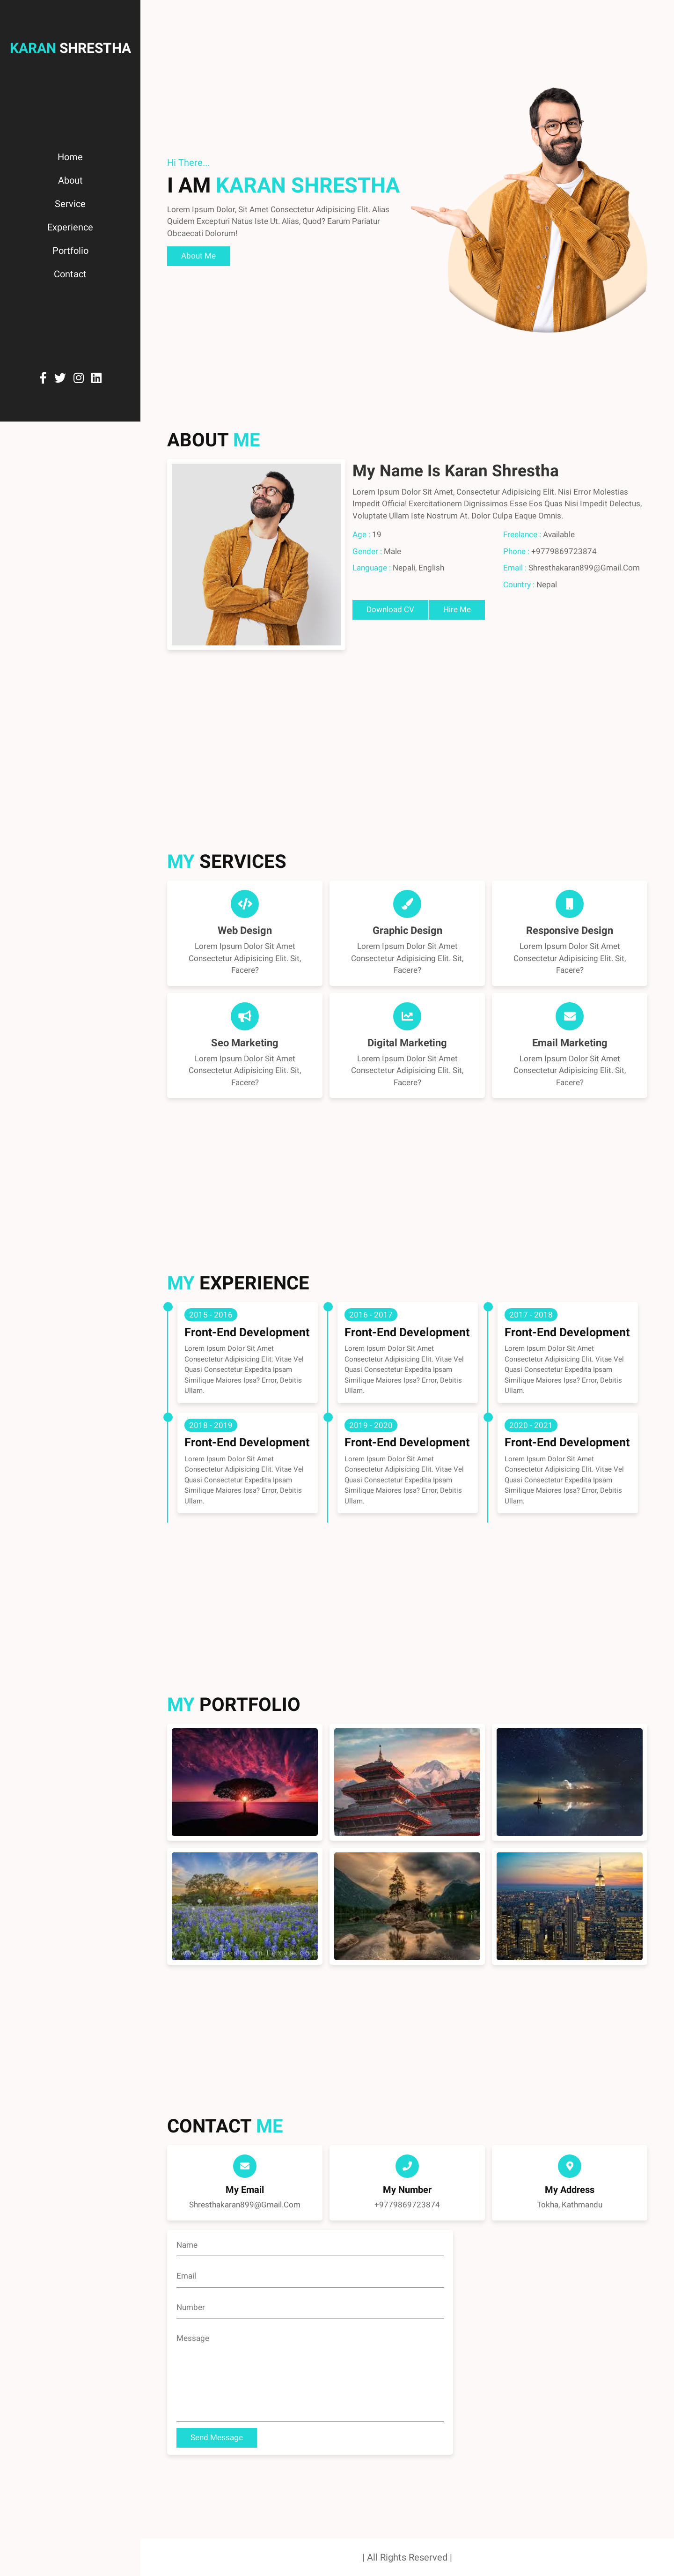 KARAN SHRESTHA
Home
About
Service
Experience
Portfolio
Contact
Hi There...
I AM KARAN SHRESTHA
Lorem Ipsum Dolor, Sit Amet Consectetur Adipisicing Elit. Alias
Quidem Excepturi Natus Iste Ut. Alias, Quod? Earum Pariatur
Obcaecati Dolorum!
About Me
ABOUT ME
My Name Is Karan Shrestha
Lorem Ipsum Dolor Sit Amet, Consectetur Adipisicing Elit. Nisi Error Molestias
Impedit Officia! Exercitationem Dolores Dignissimos Esse Eos Quas Nisi Impedit Delectus,
Voluptate Ullam Iste Nostrum At. Dolor Culpa Eaque Omnis.
Age : 19
Gender : Male
Language : Nepali, English
Freelance : Available
Phone : +9779869723874
Email : Shresthakaran899@Gmail.Com
Country : Nepal
Download CV
Hire Me
MY SERVICES
Web Design
Lorem Ipsum Dolor Sit Amet
Consectetur Adipisicing Elit. Sit,
Facere?
Graphic Design
Lorem Ipsum Dolor Sit Amet
Consectetur Adipisicing Elit. Sit,
Facere?
Responsive Design
Lorem Ipsum Dolor Sit Amet
Consectetur Adipisicing Elit. Sit,
Facere?
Seo Marketing
Lorem Ipsum Dolor Sit Amet
Consectetur Adipisicing Elit. Sit,
Facere?
Digital Marketing
Lorem Ipsum Dolor Sit Amet
Consectetur Adipisicing Elit. Sit,
Facere?
Email Marketing
Lorem Ipsum Dolor Sit Amet
Consectetur Adipisicing Elit. Sit,
Facere?
MY EXPERIENCE
2015 - 2016
Front-End Development
Lorem Ipsum Dolor Sit Amet
Consectetur Adipisicing Elit. Vitae Vel
Quasi Consectetur Expedita Ipsam
Similique Maiores Ipsa? Error, Debitis
Ullam.
2016 - 2017
Front-End Development
Lorem Ipsum Dolor Sit Amet
Consectetur Adipisicing Elit. Vitae Vel
Quasi Consectetur Expedita Ipsam
Similique Maiores Ipsa? Error, Debitis
Ullam.
2017 - 2018
Front-End Development
Lorem Ipsum Dolor Sit Amet
Consectetur Adipisicing Elit. Vitae Vel
Quasi Consectetur Expedita Ipsam
Similique Maiores Ipsa? Error, Debitis
Ullam.
2018 - 2019
Front-End Development
Lorem Ipsum Dolor Sit Amet
Consectetur Adipisicing Elit. Vitae Vel
Quasi Consectetur Expedita Ipsam
Similique Maiores Ipsa? Error, Debitis
Ullam.
2019 - 2020
Front-End Development
Lorem Ipsum Dolor Sit Amet
Consectetur Adipisicing Elit. Vitae Vel
Quasi Consectetur Expedita Ipsam
Similique Maiores Ipsa? Error, Debitis
Ullam.
2020 - 2021
Front-End Development
Lorem Ipsum Dolor Sit Amet
Consectetur Adipisicing Elit. Vitae Vel
Quasi Consectetur Expedita Ipsam
Similique Maiores Ipsa? Error, Debitis
Ullam.
MY PORTFOLIO
CONTACT ME
My Email
Shresthakaran899@Gmail.Com
My Number
+9779869723874
My Address
Tokha, Kathmandu
Name
Email
Number
Message
Send Message
| All Rights Reserved |